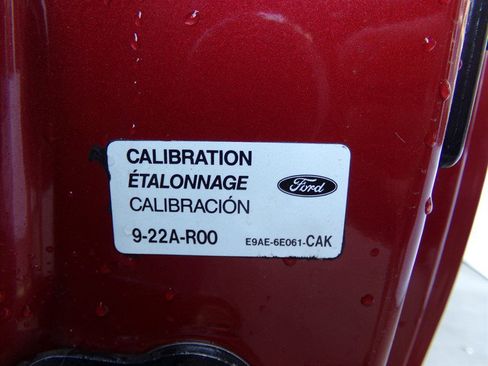 CALIBRATION
ÉTALONNAGE
CALIBRACIÓN
Ford
9-22A-R00 E9AE-6E061-CAK